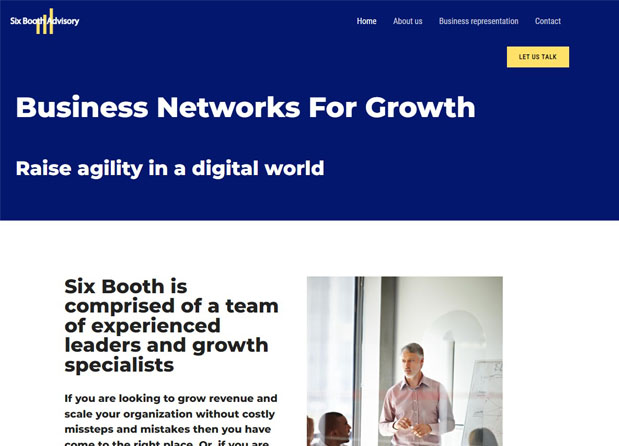 Six Booth Advisory
Home About us Business representation Contact
LET US TALK
Business Networks For Growth
Raise agility in a digital world
Six Booth is
comprised of a team
of experienced
leaders and growth
specialists
If you are looking to grow revenue and
scale your organization without costly
missteps and mistakes then you have
come to the right place. Or, if you are